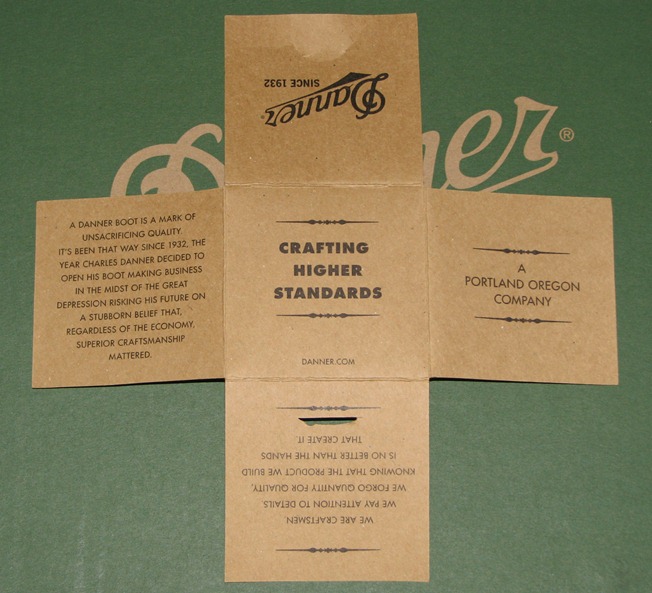 Danner
SINCE 1932
Danner®
A DANNER BOOT IS A MARK OF
UNSACRIFICING QUALITY.
IT'S BEEN THAT WAY SINCE 1932, THE
YEAR CHARLES DANNER DECIDED TO
OPEN HIS BOOT MAKING BUSINESS
IN THE MIDST OF THE GREAT
DEPRESSION RISKING HIS FUTURE ON
A STUBBORN BELIEF THAT,
REGARDLESS OF THE ECONOMY,
SUPERIOR CRAFTSMANSHIP
MATTERED.
CRAFTING
HIGHER
STANDARDS
DANNER.COM
A
PORTLAND OREGON
COMPANY
WE ARE CRAFTSMEN
WE PAY ATTENTION TO DETAILS
WE FORGO QUANTITY FOR QUALITY,
KNOWING THAT THE PRODUCT WE BUILD
IS NO BETTER THAN THE HANDS
THAT CREATE IT.